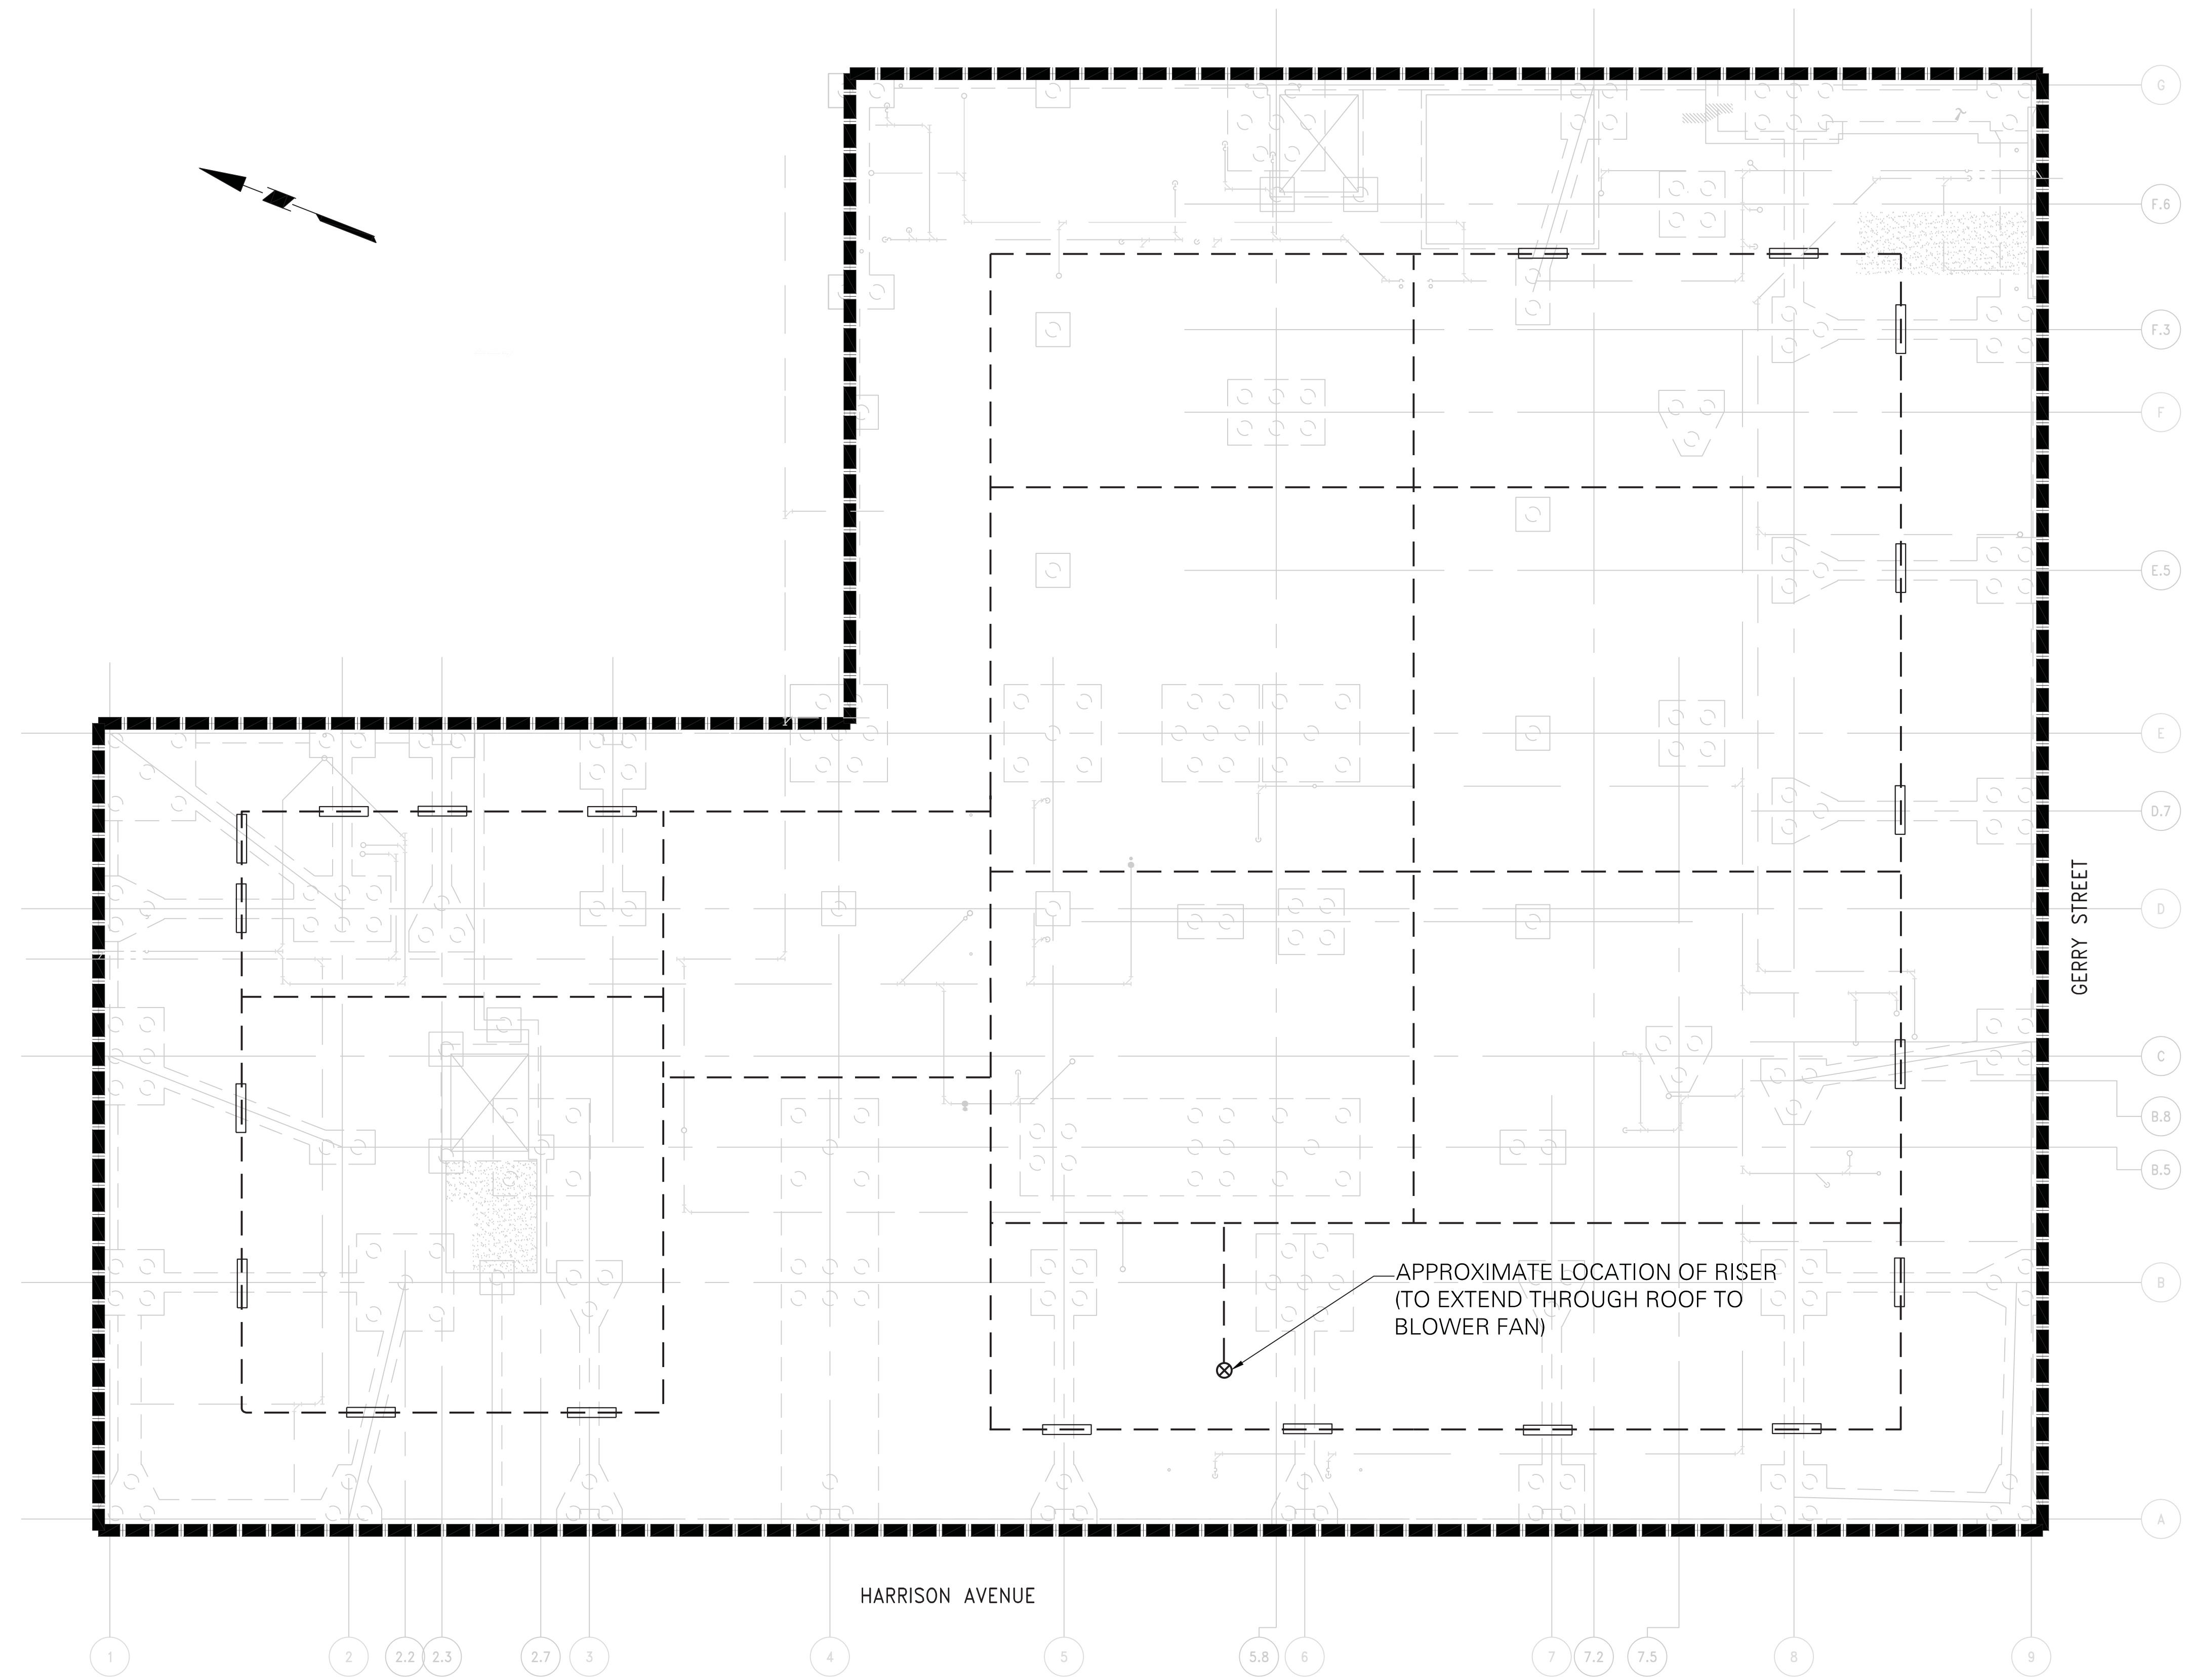 G
F.6
F.3
F
E.5
E
D.7
D
GERRY STREET
C
B.8
B.5
APPROXIMATE LOCATION OF RISER
(TO EXTEND THROUGH ROOF TO
BLOWER FAN)
B
A
HARRISON AVENUE
1
2
2.2
2.3
2.7
3
4
5
5.8
6
7
7.2
7.5
8
9